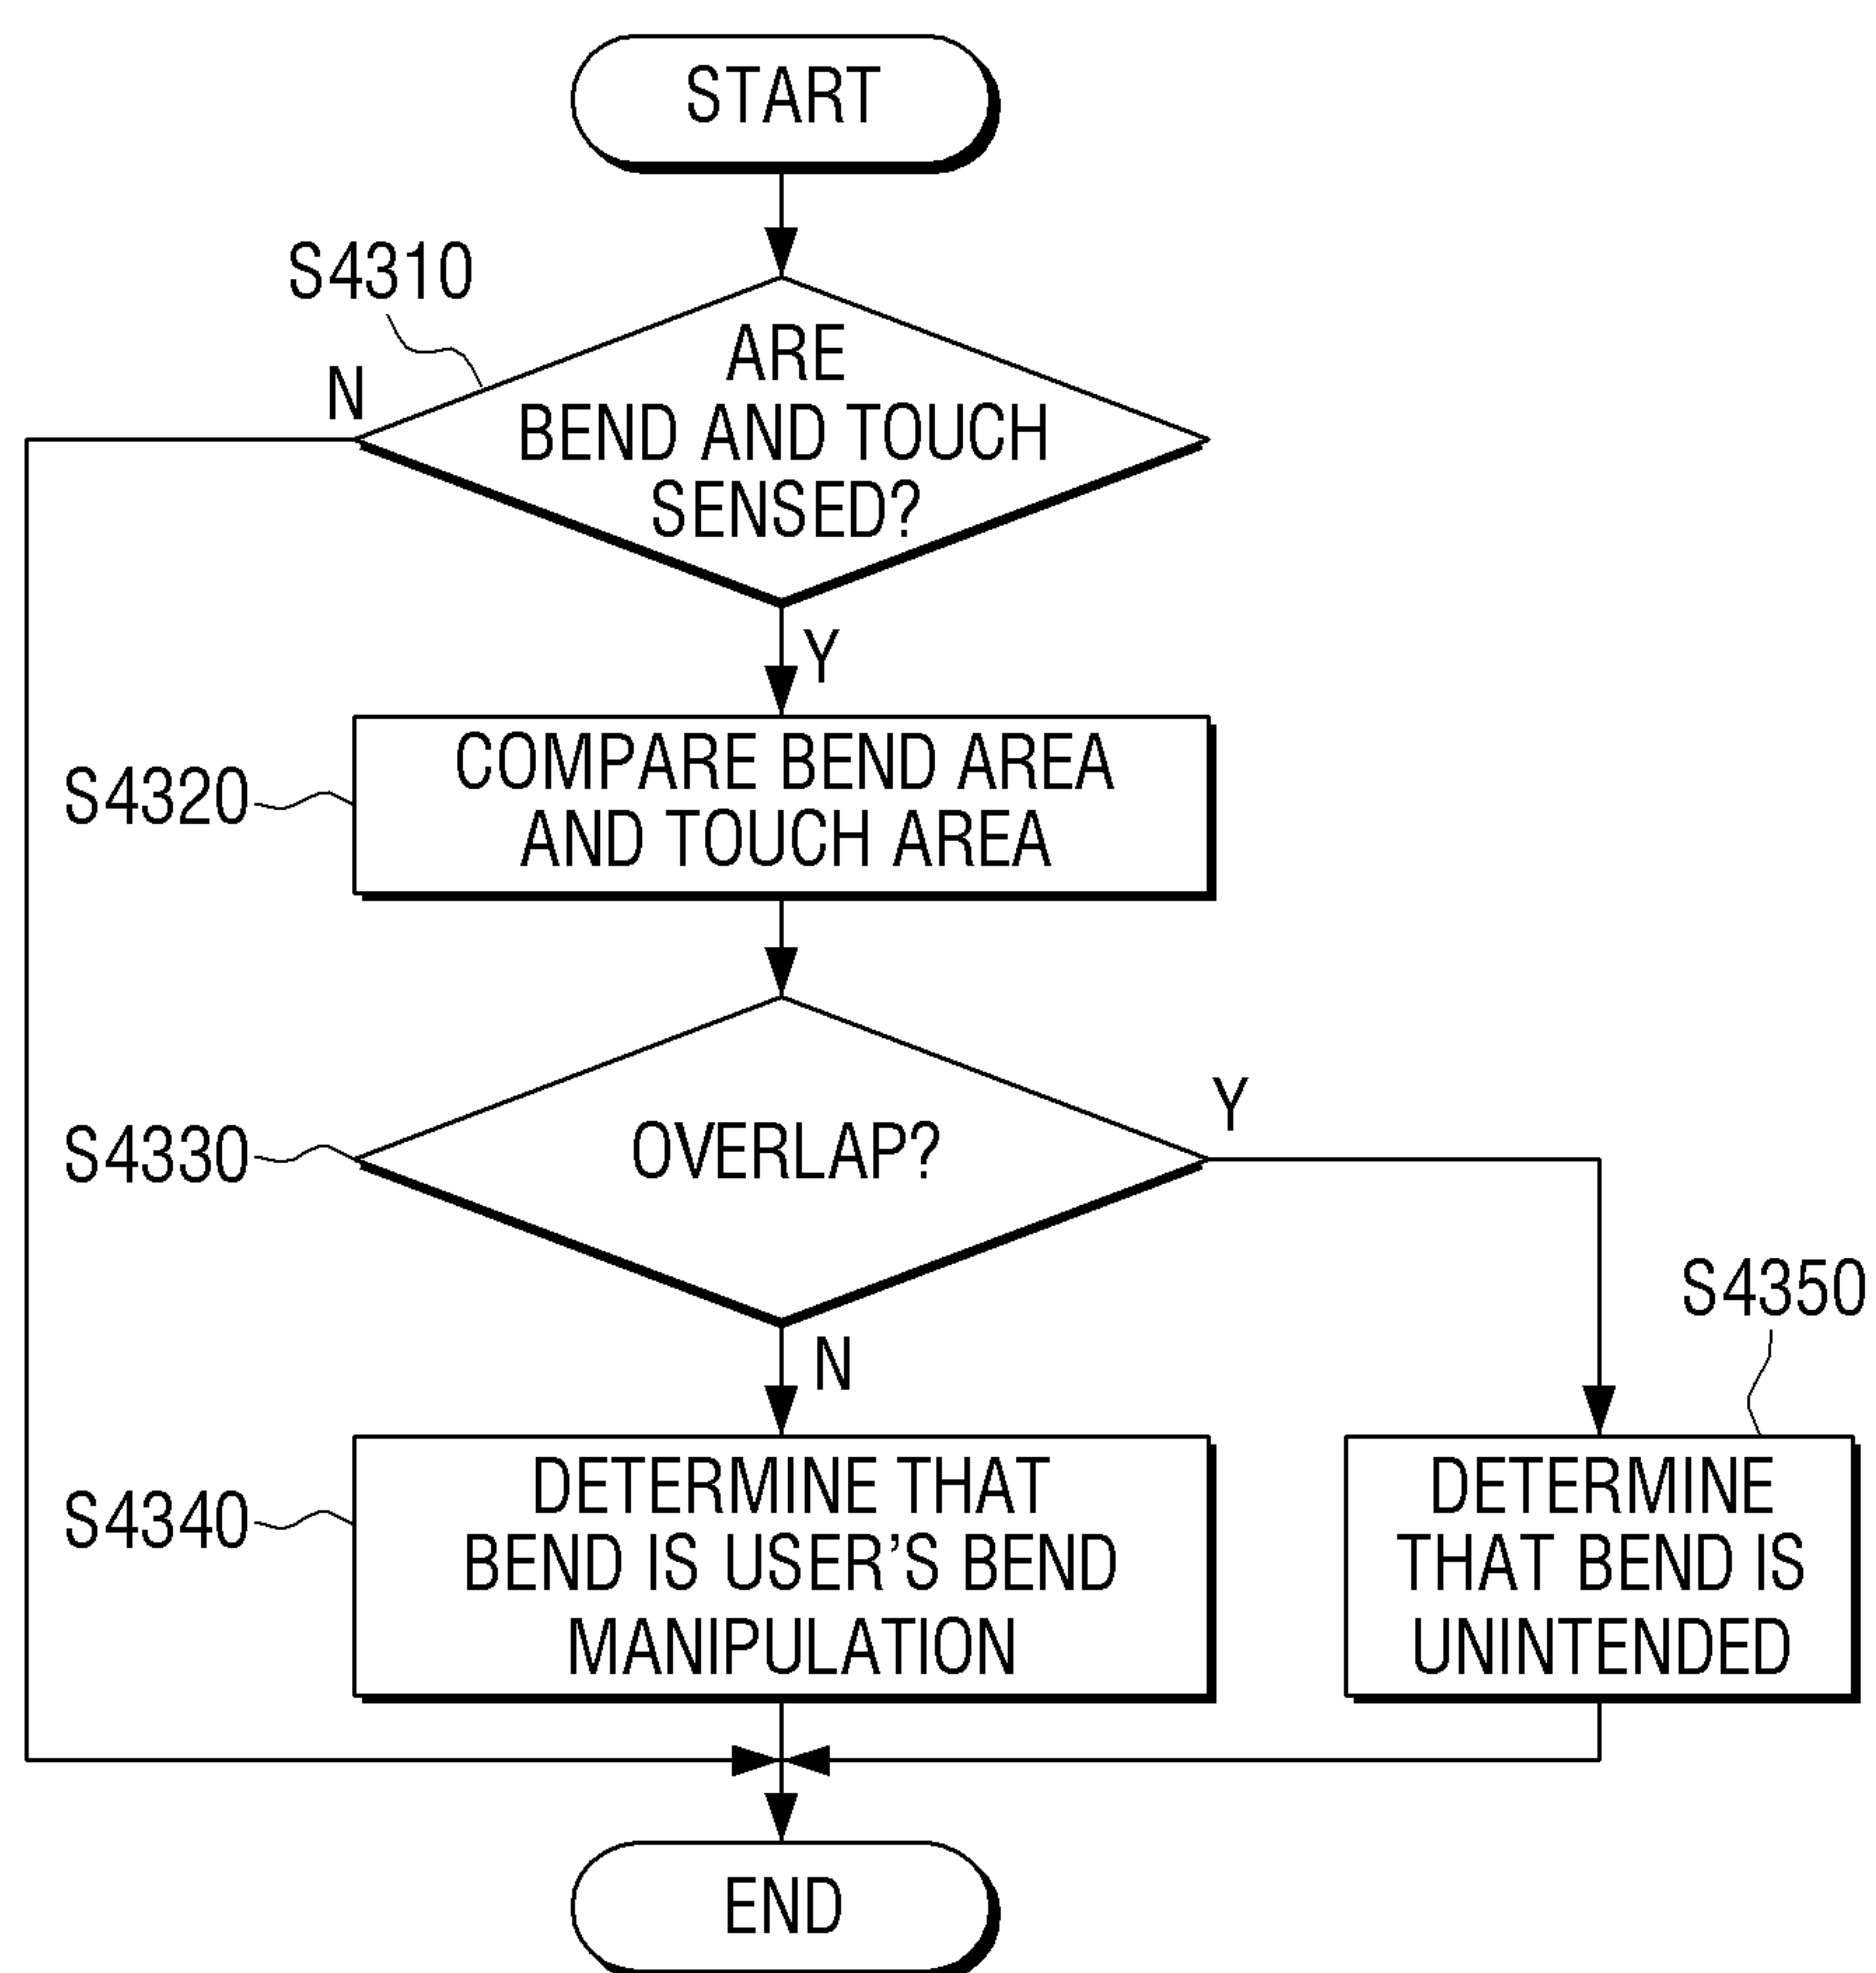 START
S4310
N
ARE
BEND AND TOUCH
SENSED?
Y
S4320
COMPARE BEND AREA
AND TOUCH AREA
S4330
OVERLAP?
Y
N
S4340
DETERMINE THAT
BEND IS USER'S BEND
MANIPULATION
S4350
DETERMINE
THAT BEND IS
UNINTENDED
END